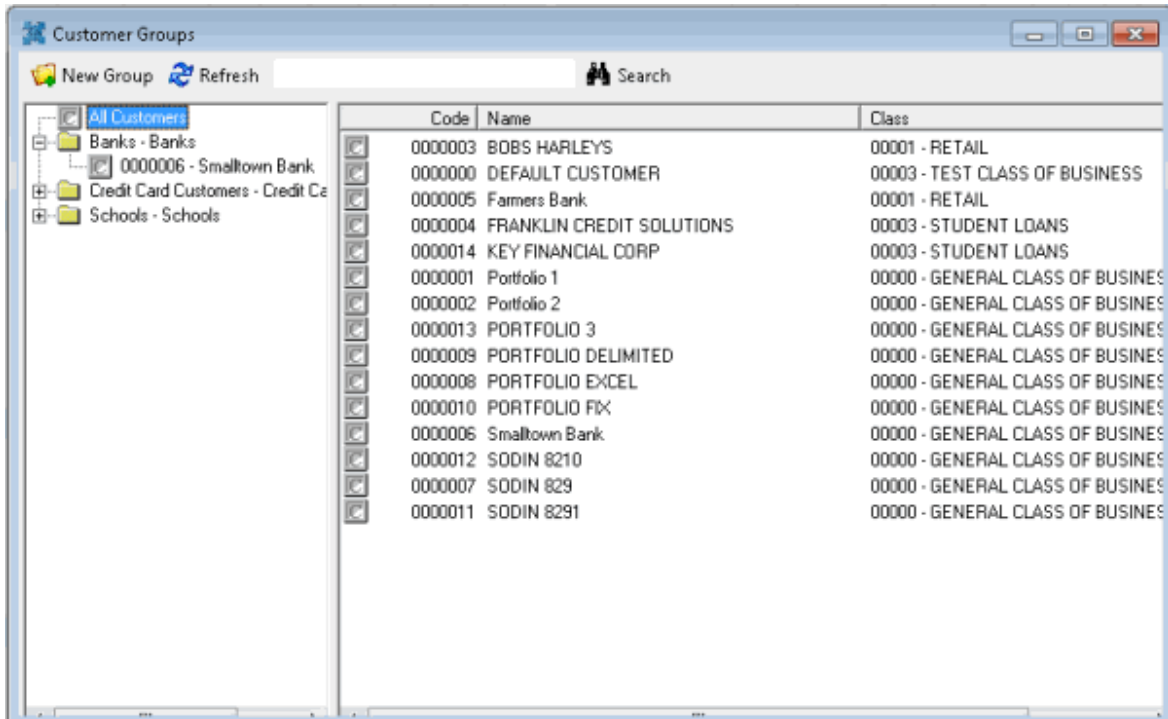 Customer Groups
New Group Refresh Search
All Customers
Banks - Banks
0000006 - Smalltown Bank
Credit Card Customers - Credit Ca
Schools - Schools
Code Name Class
0000003 BOBS HARLEYS 00001 - RETAIL
0000000 DEFAULT CUSTOMER 00003 - TEST CLASS OF BUSINESS
0000005 Farmers Bank 00001 - RETAIL
0000004 FRANKLIN CREDIT SOLUTIONS 00003 - STUDENT LOANS
0000014 KEY FINANCIAL CORP 00003 - STUDENT LOANS
0000001 Portfolio 1 00000 - GENERAL CLASS OF BUSINES
0000002 Portfolio 2 00000 - GENERAL CLASS OF BUSINES
0000013 PORTFOLIO 3 00000 - GENERAL CLASS OF BUSINES
0000009 PORTFOLIO DELIMITED 00000 - GENERAL CLASS OF BUSINES
0000008 PORTFOLIO EXCEL 00000 - GENERAL CLASS OF BUSINES
0000010 PORTFOLIO FIX 00000 - GENERAL CLASS OF BUSINES
0000006 Smalltown Bank 00000 - GENERAL CLASS OF BUSINES
0000012 SODIN 8210 00000 - GENERAL CLASS OF BUSINES
0000007 SODIN 829 00000 - GENERAL CLASS OF BUSINES
0000011 SODIN 8291 00000 - GENERAL CLASS OF BUSINES